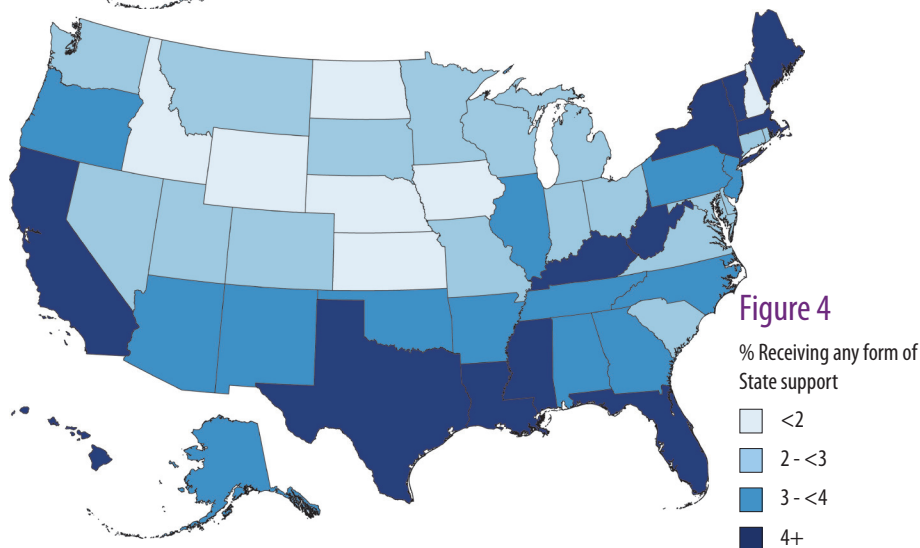 Figure 4
% Receiving any form of
State support
<2
2 - <3
3 - <4
4+